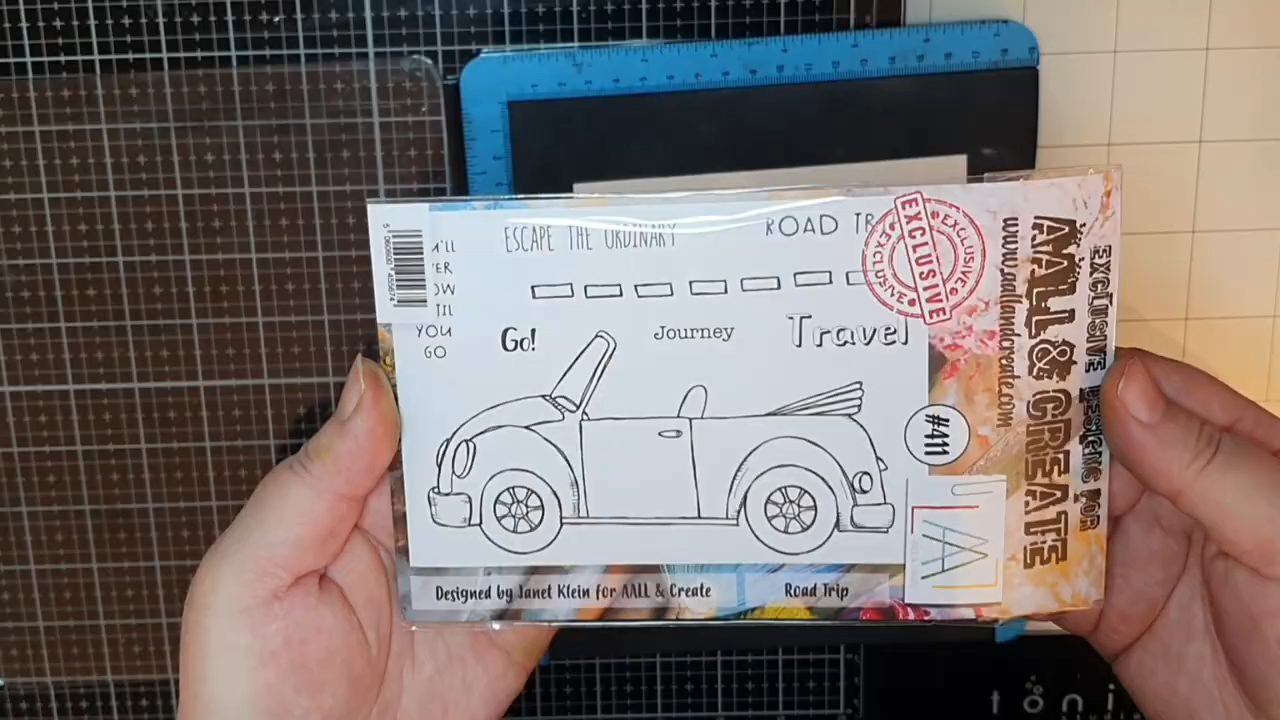 ESCAPE THE ORDINARY
ROAD
YOU
GO
Go!
Journey
Travel
EXCLUSIVE
EXCLUSIVE
EXCLUSIVE
#411
AA
Designed by Janet Klein for AALL & Create
Road Trip
EXCLUSIVE DESIGNS FOR
AALL & CREATE
www.aallandcreate.com